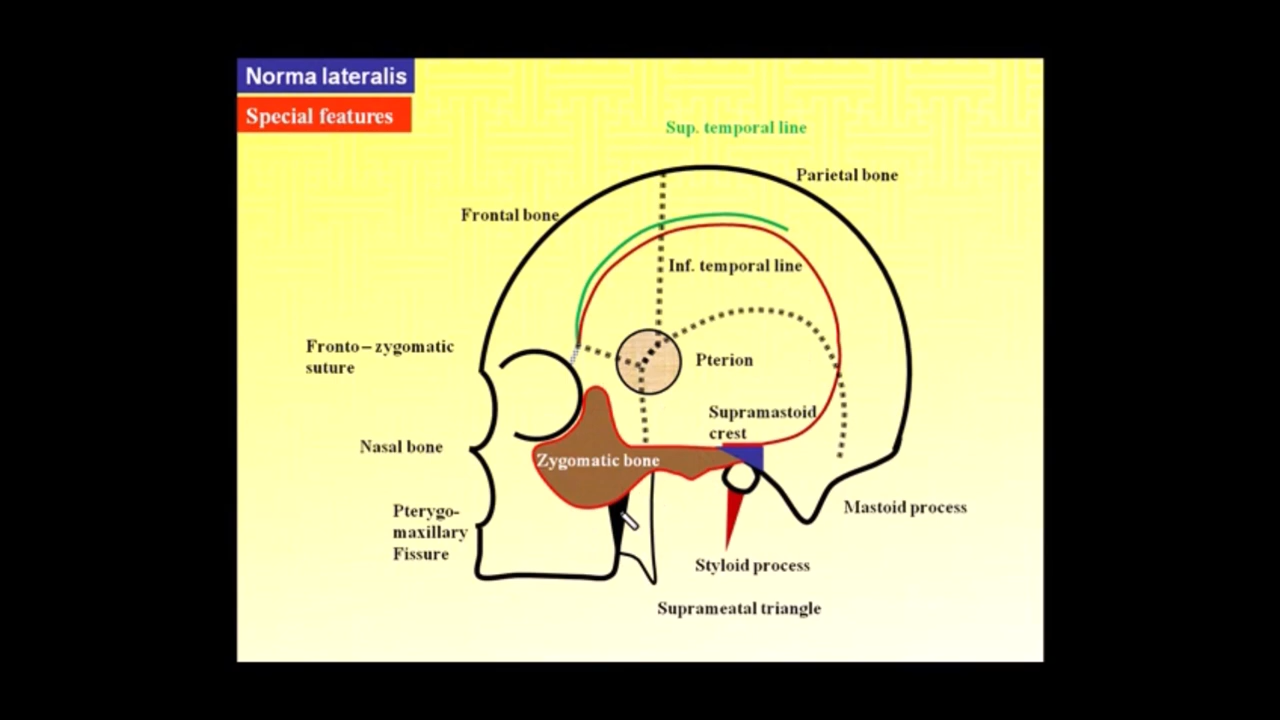 Norma lateralis
Special features
Sup. temporal line
Parietal bone
Frontal bone
Inf. temporal line
Fronto – zygomatic
suture
Pterion
Supramastoid
crest
Nasal bone
Zygomatic bone
Pterygo-
maxillary
Fissure
Mastoid process
Styloid process
Suprameatal triangle